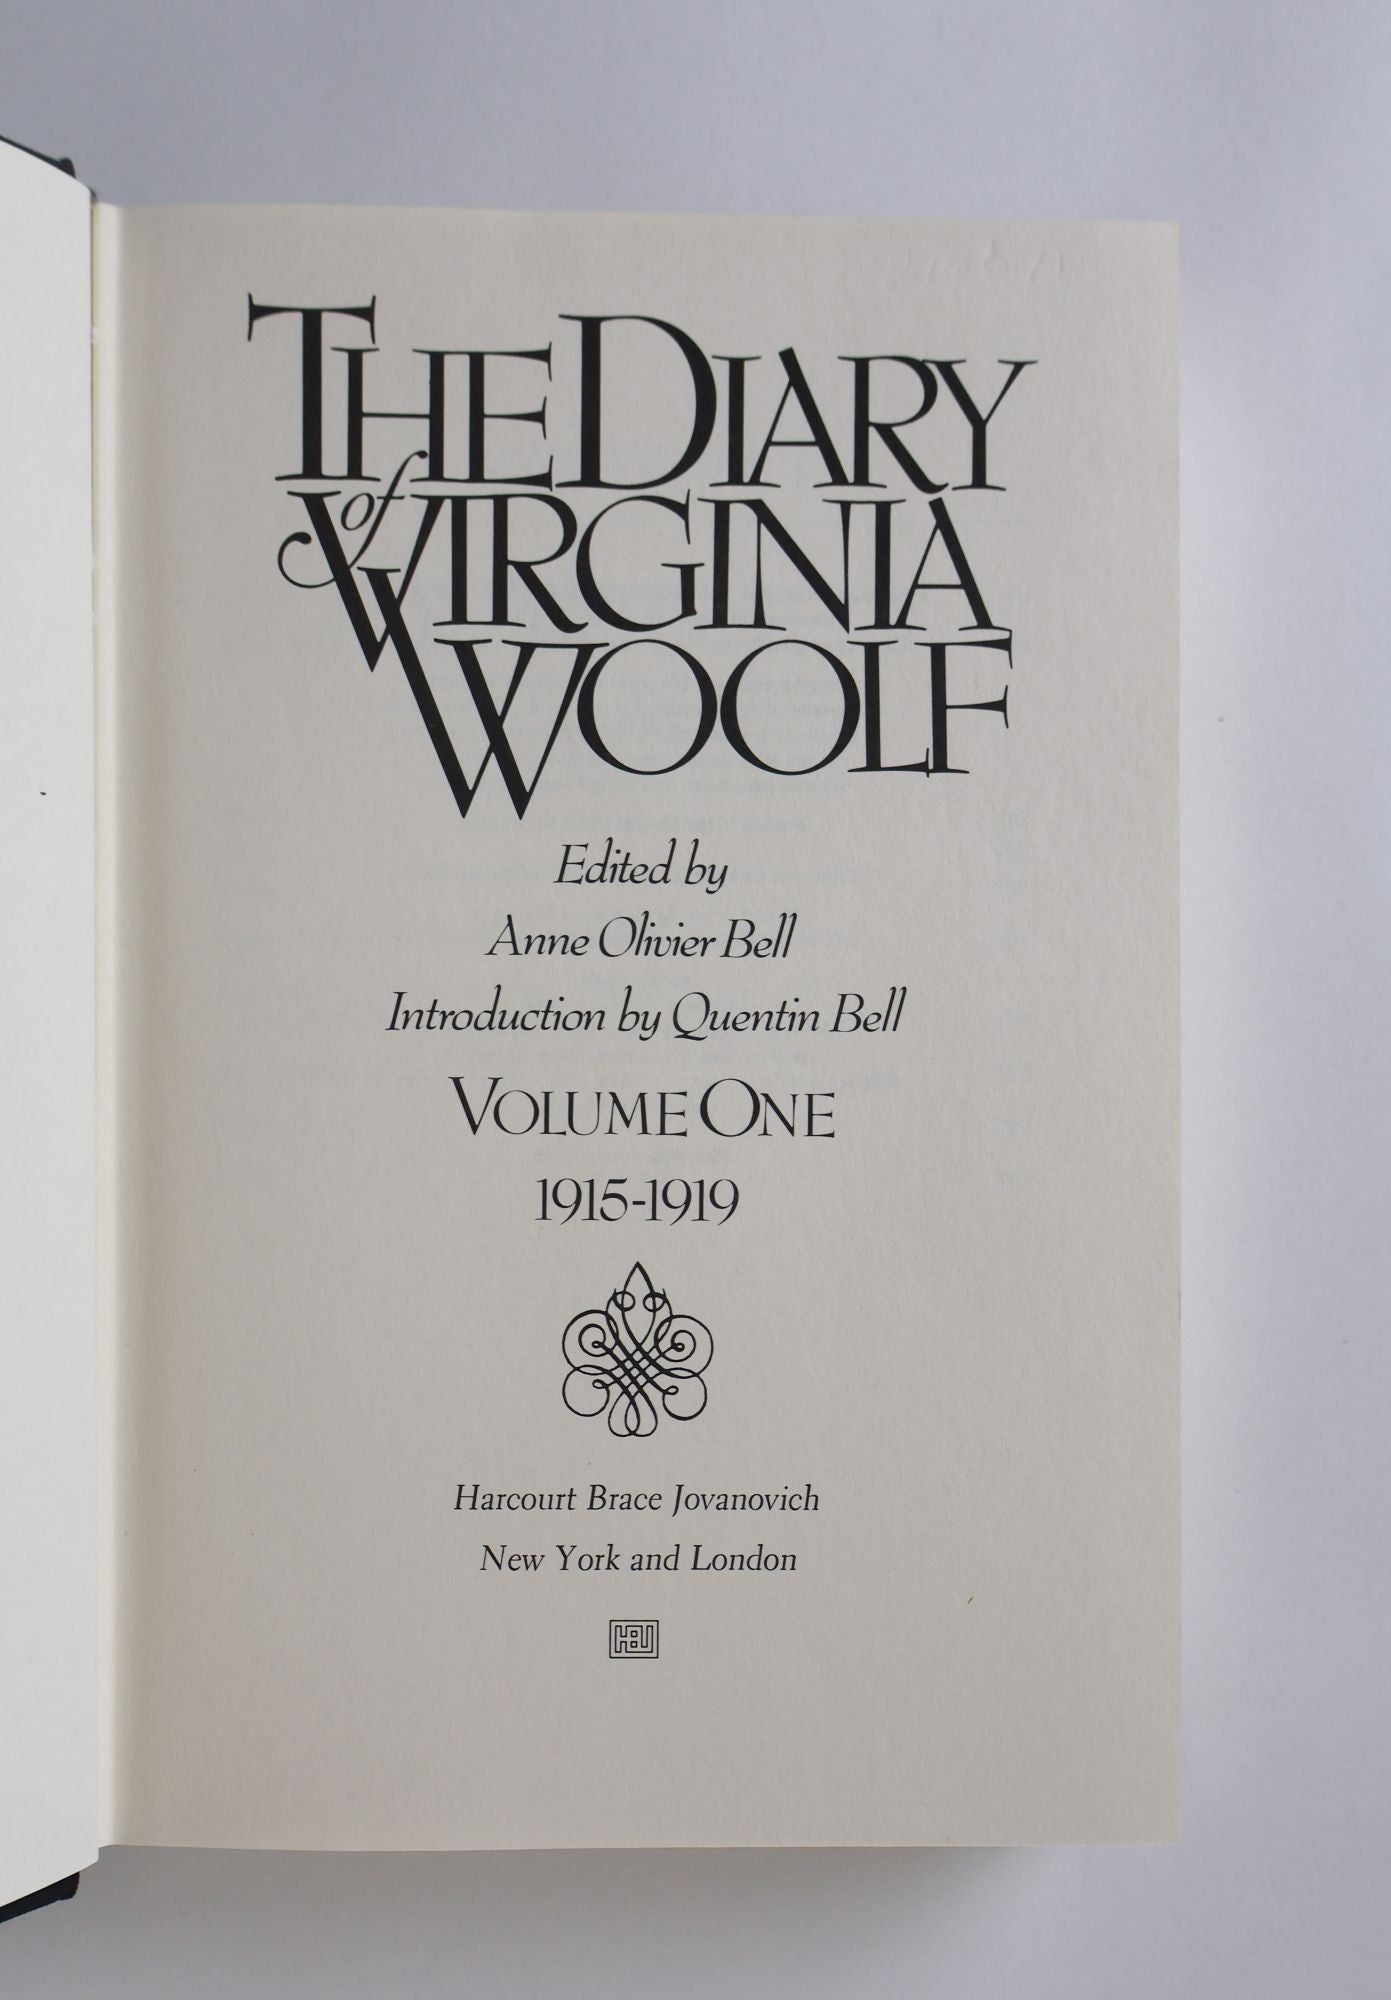 THE DIARY
of VIRGINIA
WOOLF
Edited by
Anne Olivier Bell
Introduction by Quentin Bell
VOLUME ONE
1915-1919
Harcourt Brace Jovanovich
New York and London
HBJ